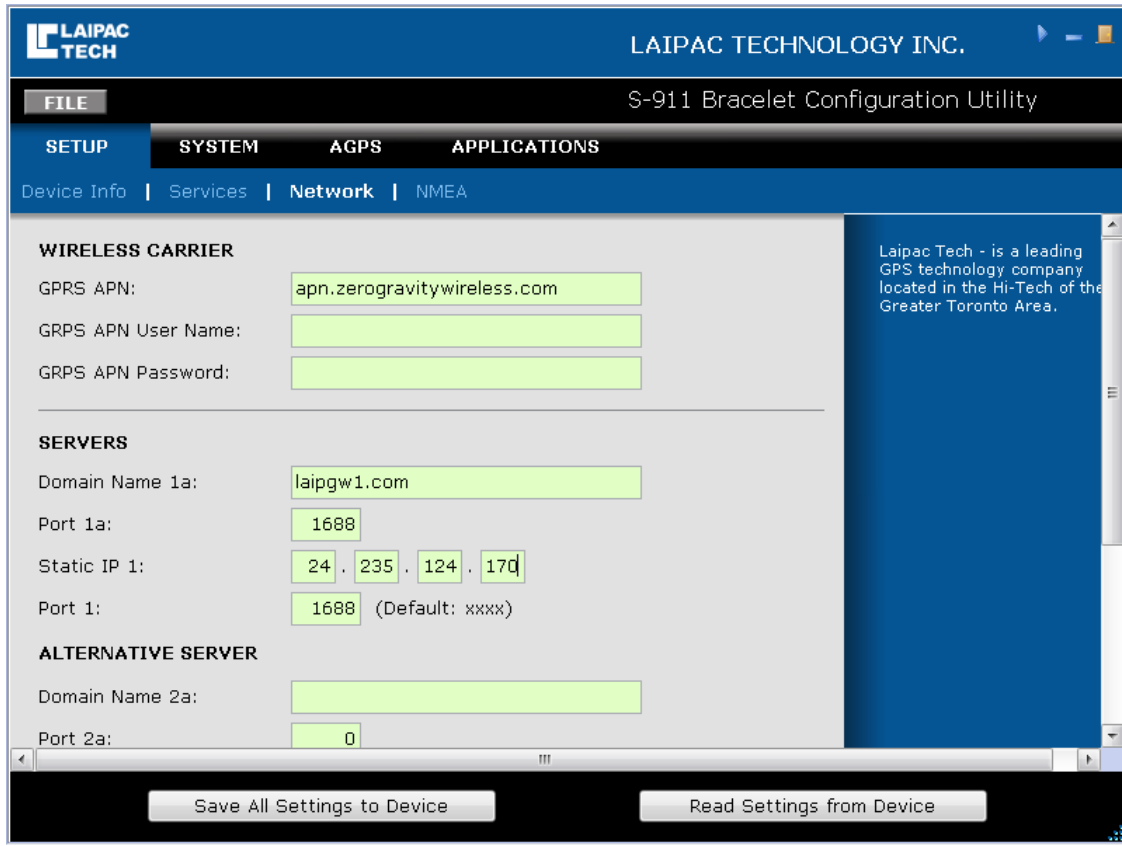 LAIPAC
TECH
LAIPAC TECHNOLOGY INC.
FILE
S-911 Bracelet Configuration Utility
SETUP SYSTEM AGPS APPLICATIONS
Device Info | Services | Network | NMEA
WIRELESS CARRIER
GPRS APN: apn.zerogravitywireless.com
GRPS APN User Name:
GRPS APN Password:
SERVERS
Domain Name 1a: laipgw1.com
Port 1a: 1688
Static IP 1: 24 . 235 . 124 . 170
Port 1: 1688 (Default: xxxx)
ALTERNATIVE SERVER
Domain Name 2a:
Port 2a: 0
Laipac Tech - is a leading
GPS technology company
located in the Hi-Tech of the
Greater Toronto Area.
Save All Settings to Device Read Settings from Device